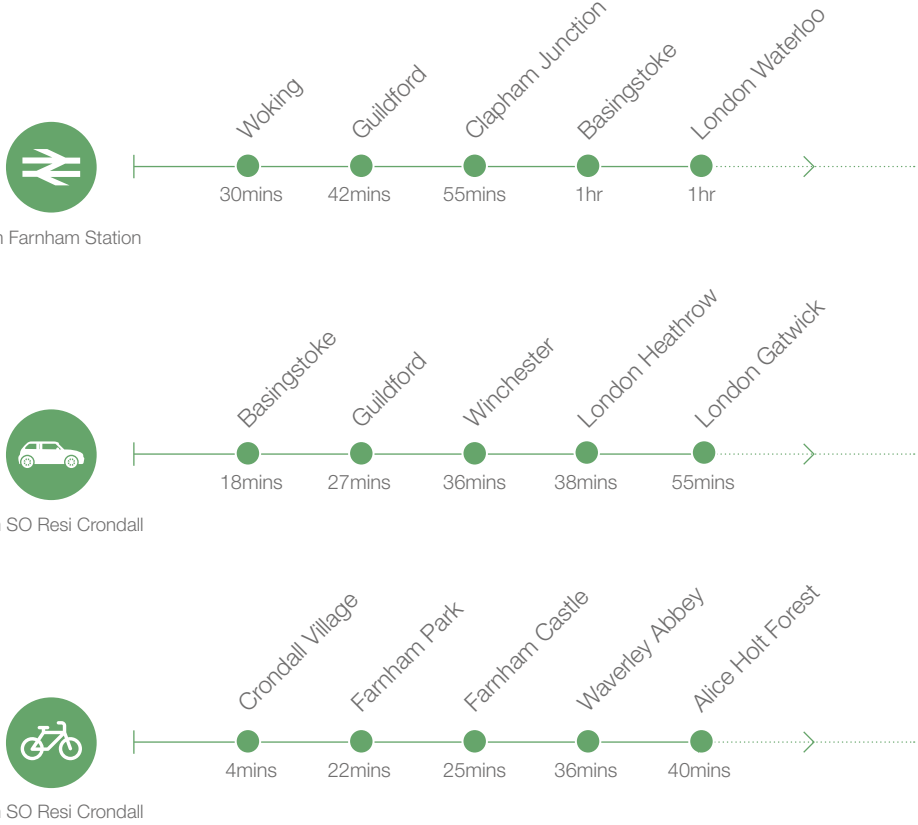 Woking
Guildford
Clapham Junction
Basingstoke
London Waterloo
30mins
42mins
55mins
1hr
1hr
Farnham Station
Basingstoke
Guildford
Winchester
London Heathrow
London Gatwick
18mins
27mins
36mins
38mins
55mins
SO Resi Crondall
Crondall Village
Farnham Park
Farnham Castle
Waverley Abbey
Alice Holt Forest
4mins
22mins
25mins
36mins
40mins
SO Resi Crondall